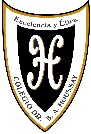 Excelencia y Ética
H
COLEGIO DR. B. A. HOUSSAY